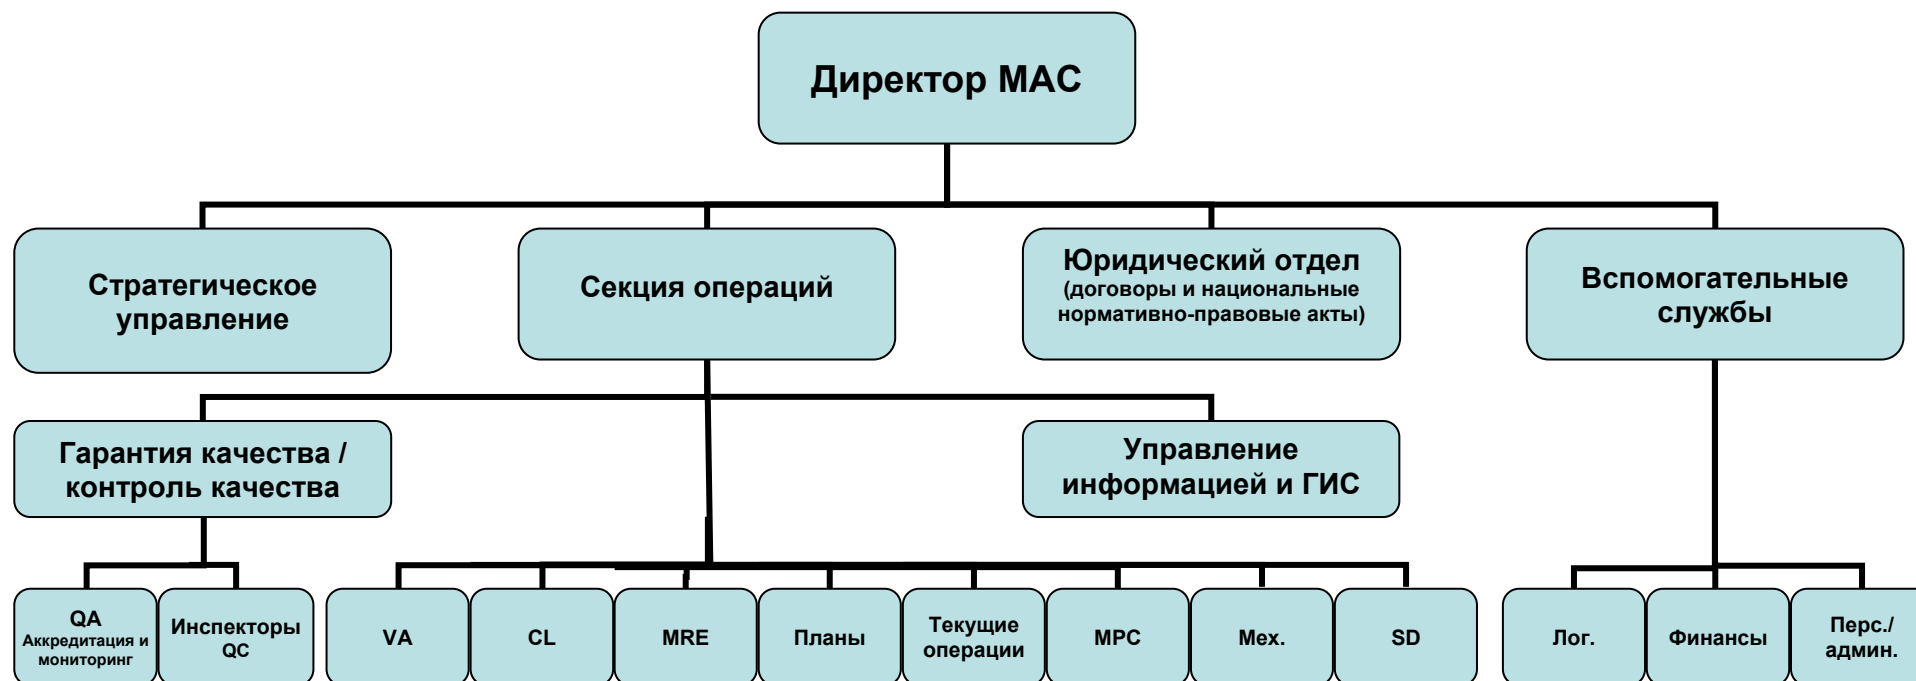 Директор МАС
Стратегическое
управление
Секция операций
Юридический отдел
(договоры и национальные
нормативно-правовые акты)
Вспомогательные
службы
Гарантия качества /
контроль качества
Управление
информацией и ГИС
QA
Аккредитация и
мониторинг
Инспекторы
QC
VA
CL
MRE
Планы
Текущие
операции
МРС
Мех.
SD
Лог.
Финансы
Перс./
админ.